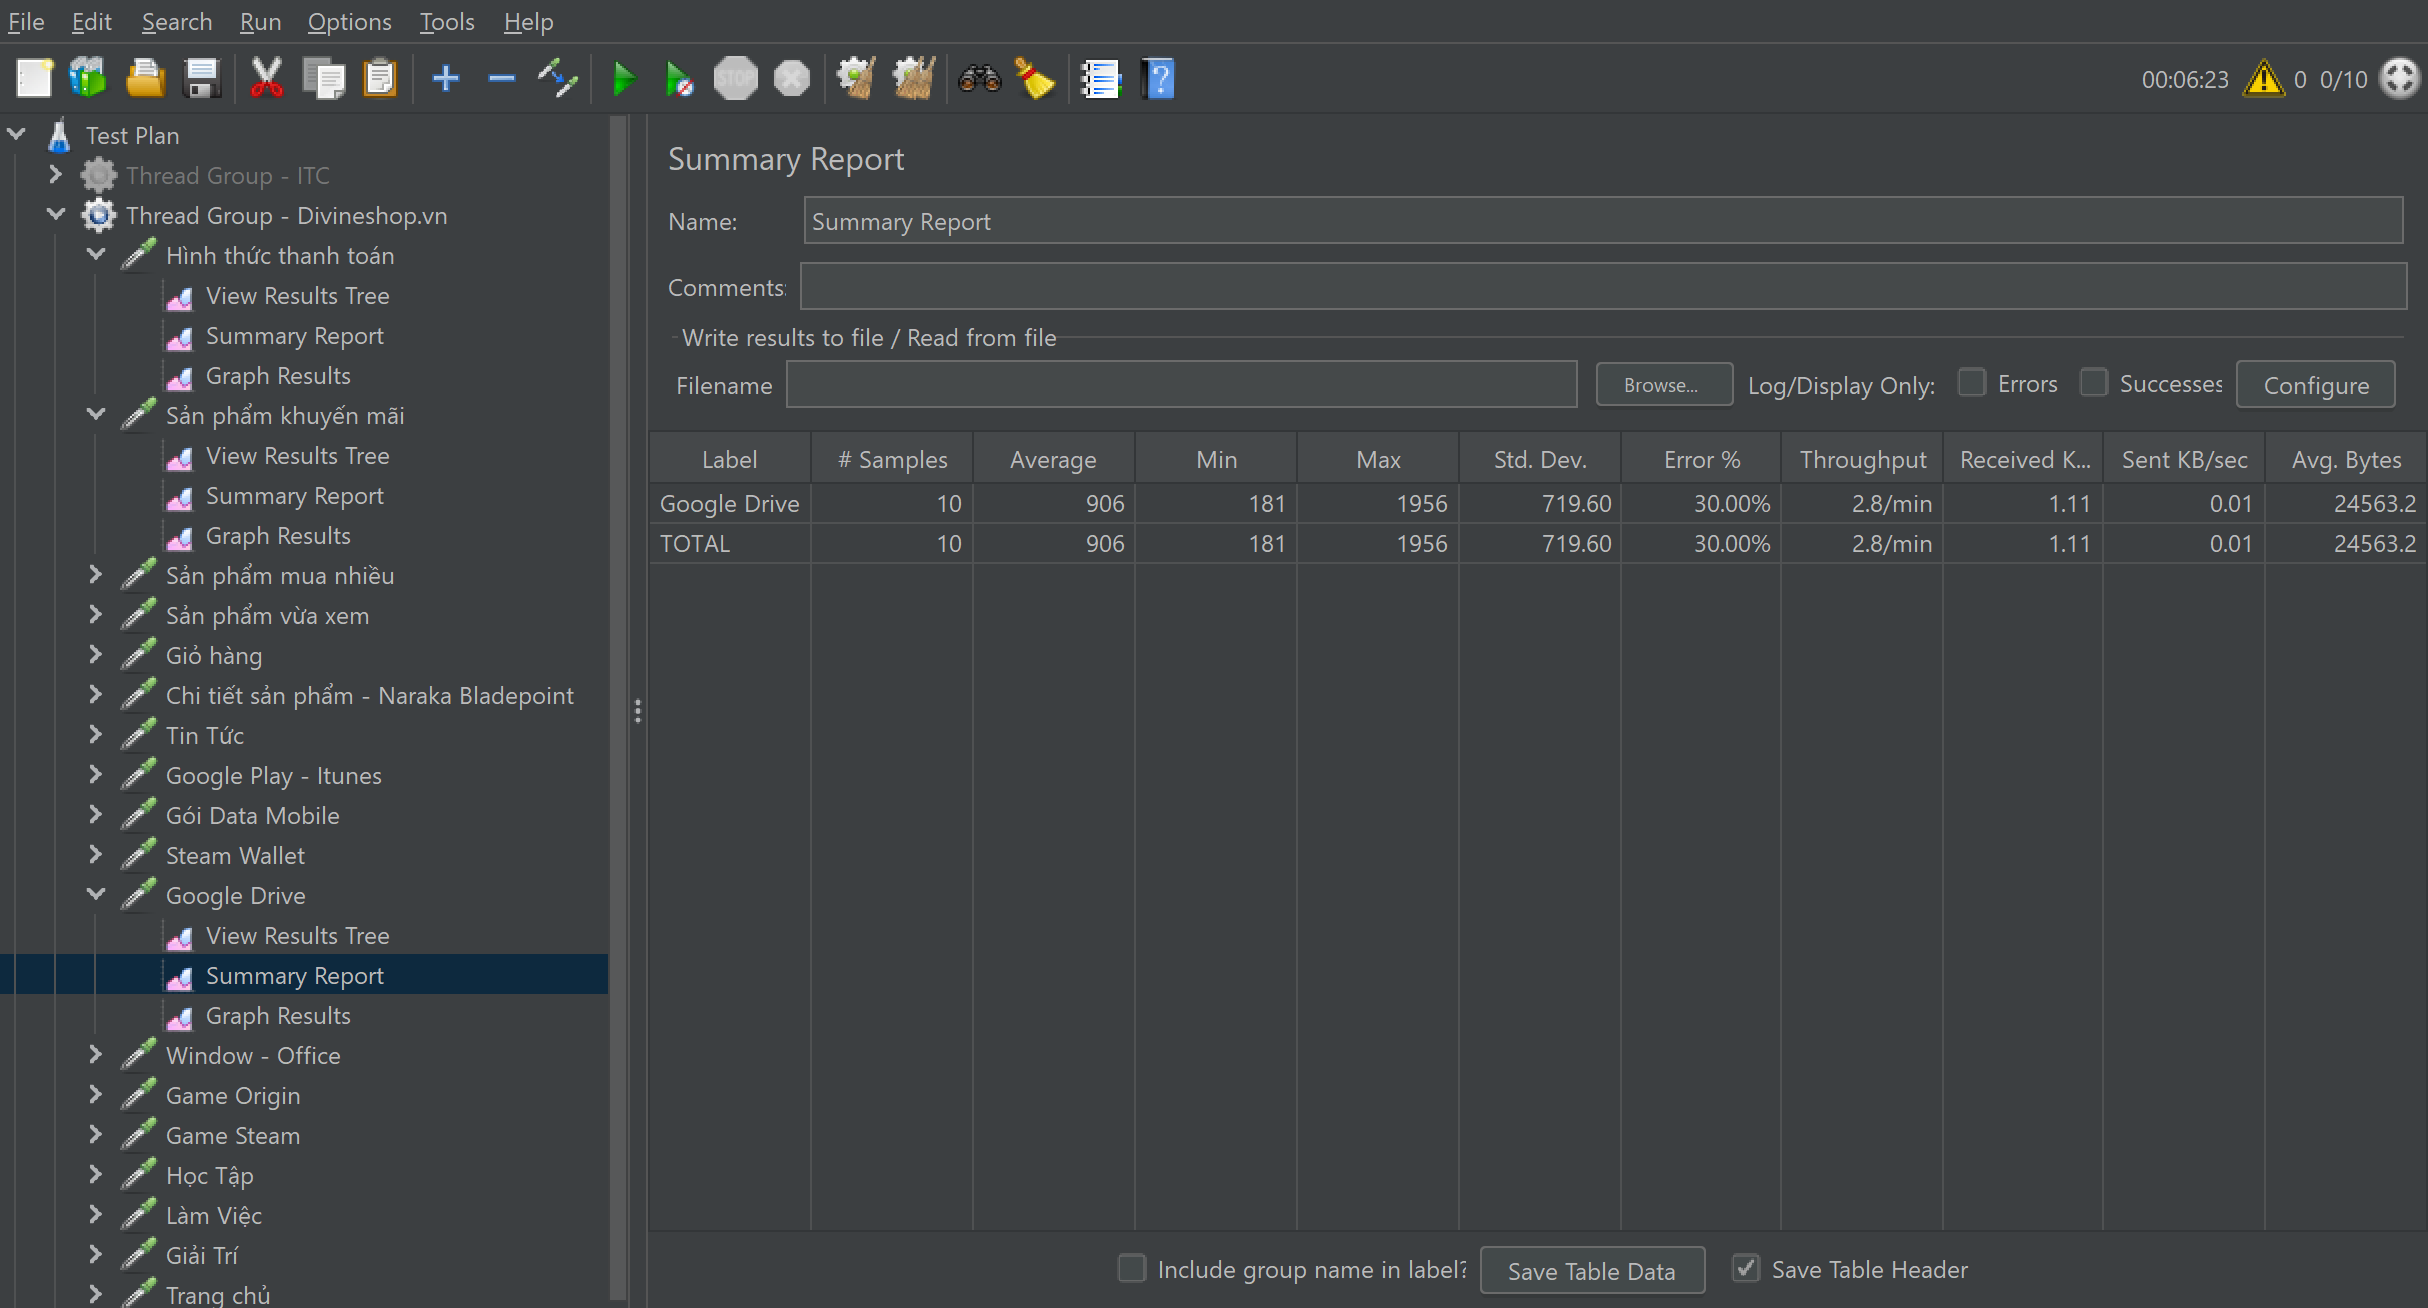 File Edit Search Run Options Tools Help
STOP
?
00:06:23 0 0/10
Test Plan
Thread Group - ITC
Thread Group - Divineshop.vn
Hình thức thanh toán
View Results Tree
Summary Report
Graph Results
Sản phẩm khuyến mãi
View Results Tree
Summary Report
Graph Results
Sản phẩm mua nhiều
Sản phẩm vừa xem
Giỏ hàng
Chi tiết sản phẩm - Naraka Bladepoint
Tin Tức
Google Play - Itunes
Gói Data Mobile
Steam Wallet
Google Drive
View Results Tree
Summary Report
Graph Results
Window - Office
Game Origin
Game Steam
Học Tập
Làm Việc
Giải Trí
Trang chủ
Summary Report
Name: Summary Report
Comments:
Write results to file / Read from file
Filename Browse... Log/Display Only: Errors Successes Configure
Label # Samples Average Min Max Std. Dev. Error % Throughput Received K... Sent KB/sec Avg. Bytes
Google Drive 10 906 181 1956 719.60 30.00% 2.8/min 1.11 0.01 24563.2
TOTAL 10 906 181 1956 719.60 30.00% 2.8/min 1.11 0.01 24563.2
Include group name in label? Save Table Data Save Table Header